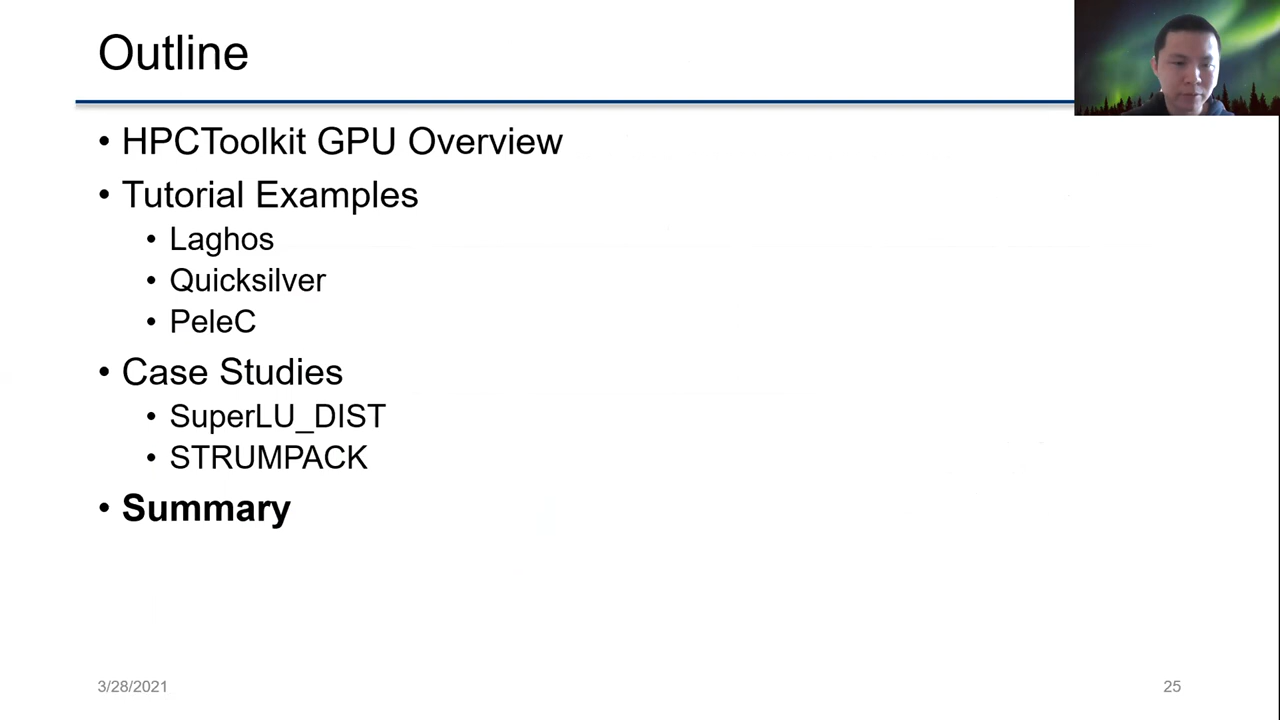 Outline
• HPCToolkit GPU Overview
• Tutorial Examples
• Laghos
• Quicksilver
• PeleC
• Case Studies
• SuperLU_DIST
• STRUMPACK
• Summary
3/28/2021
25